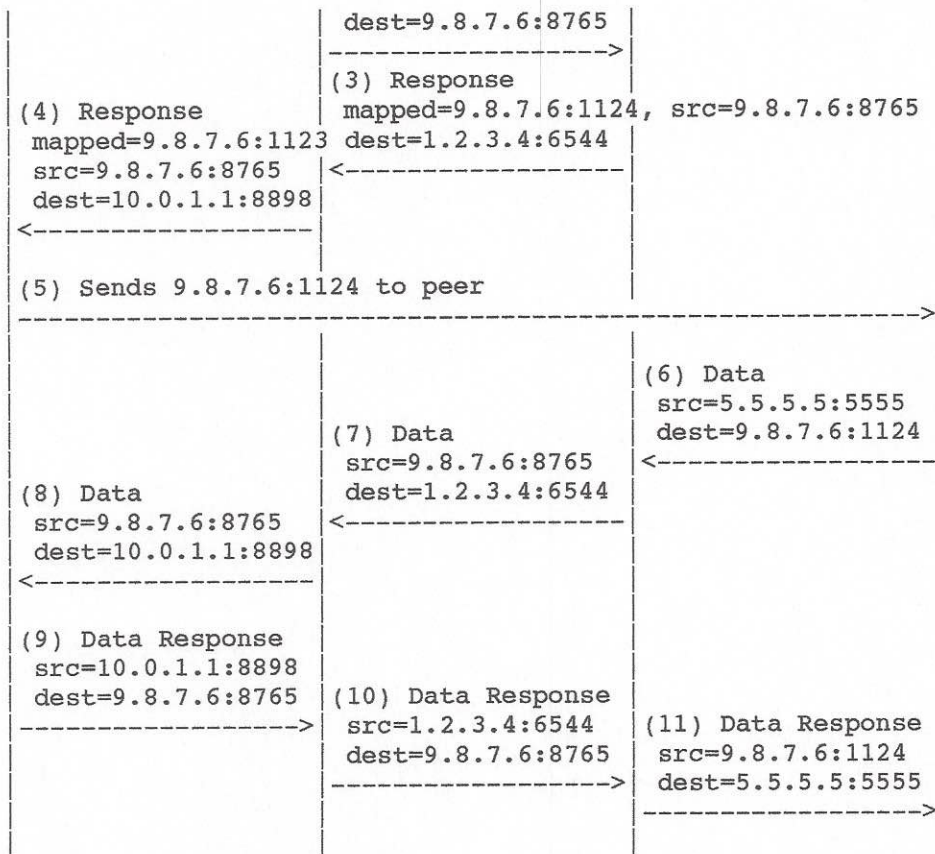 dest=9.8.7.6:8765
(3) Response
(4) Response mapped=9.8.7.6:1124, src=9.8.7.6:8765
mapped=9.8.7.6:1123 dest=1.2.3.4:6544
src=9.8.7.6:8765
dest=10.0.1.1:8898
(5) Sends 9.8.7.6:1124 to peer
(6) Data
src=5.5.5.5:5555
(7) Data dest=9.8.7.6:1124
src=9.8.7.6:8765
(8) Data dest=1.2.3.4:6544
src=9.8.7.6:8765
dest=10.0.1.1:8898
(9) Data Response
src=10.0.1.1:8898
dest=9.8.7.6:8765 (10) Data Response
src=1.2.3.4:6544 (11) Data Response
dest=9.8.7.6:8765 src=9.8.7.6:1124
dest=5.5.5.5:5555